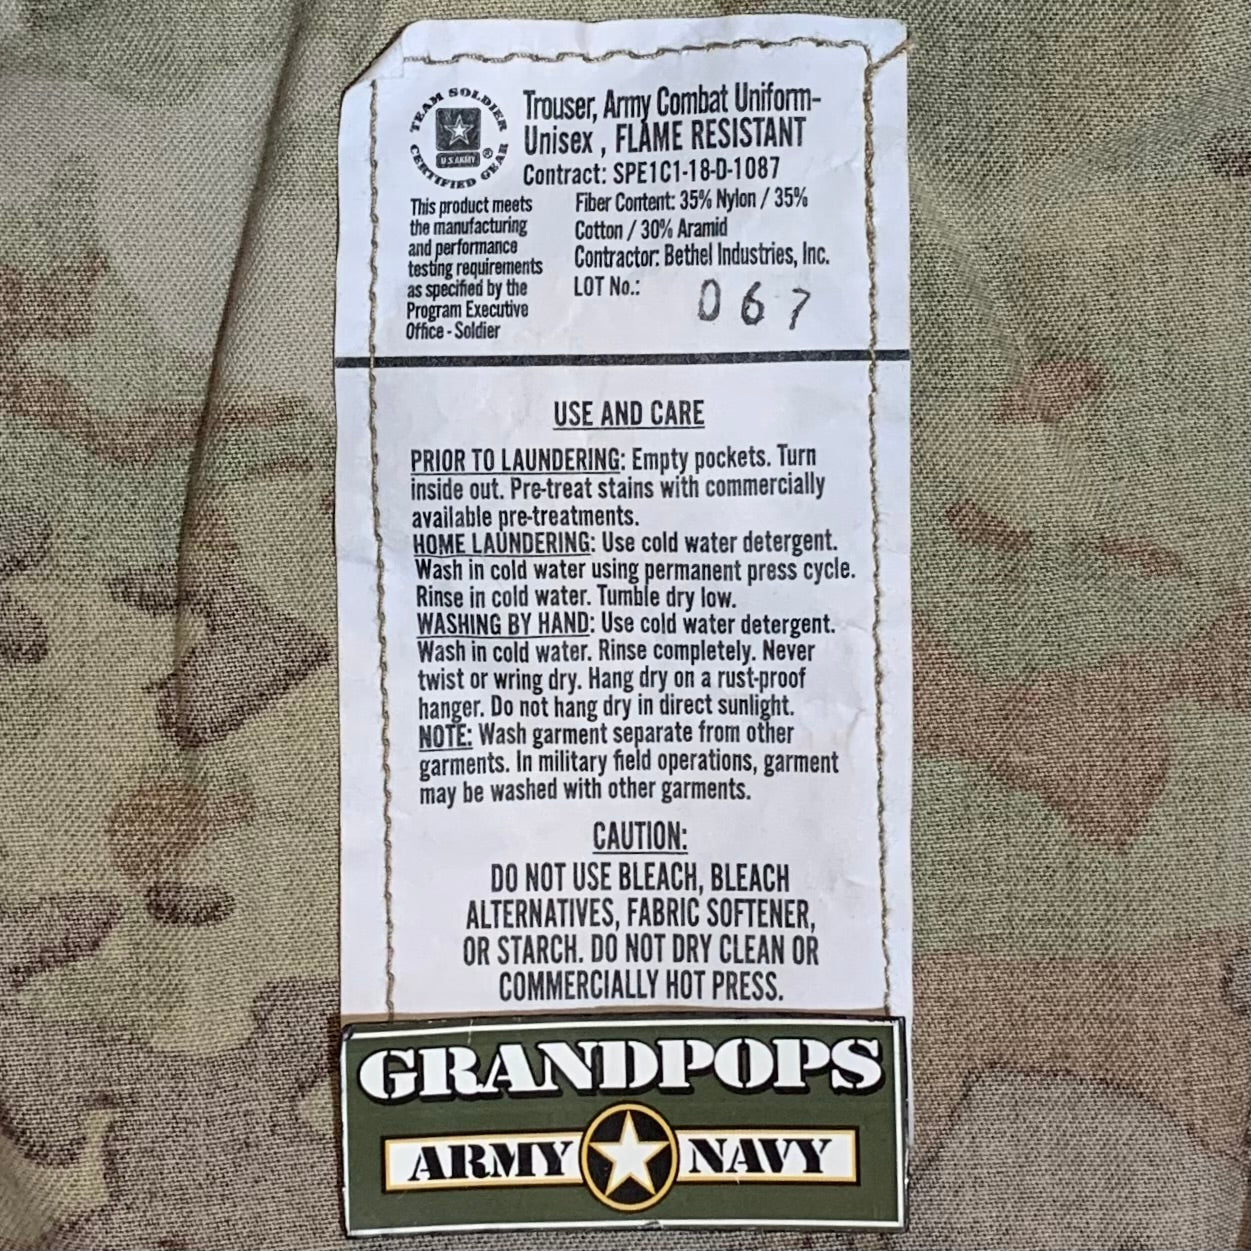 TEAM SOLDIER
CERTIFIED GEAR
U.S.ARMY
®
Trouser, Army Combat Uniform-
Unisex , FLAME RESISTANT
Contract: SPE1C1-18-D-1087
This product meets
the manufacturing
and performance
testing requirements
as specified by the
Program Executive
Office - Soldier
Fiber Content: 35% Nylon / 35%
Cotton / 30% Aramid
Contractor: Bethel Industries, Inc.
LOT No.: 067
USE AND CARE
PRIOR TO LAUNDERING: Empty pockets. Turn
inside out. Pre-treat stains with commercially
available pre-treatments.
HOME LAUNDERING: Use cold water detergent.
Wash in cold water using permanent press cycle.
Rinse in cold water. Tumble dry low.
WASHING BY HAND: Use cold water detergent.
Wash in cold water. Rinse completely. Never
twist or wring dry. Hang dry on a rust-proof
hanger. Do not hang dry in direct sunlight.
NOTE: Wash garment separate from other
garments. In military field operations, garment
may be washed with other garments.
CAUTION:
DO NOT USE BLEACH, BLEACH
ALTERNATIVES, FABRIC SOFTENER,
OR STARCH. DO NOT DRY CLEAN OR
COMMERCIALLY HOT PRESS.
GRANDPOPS
ARMY NAVY